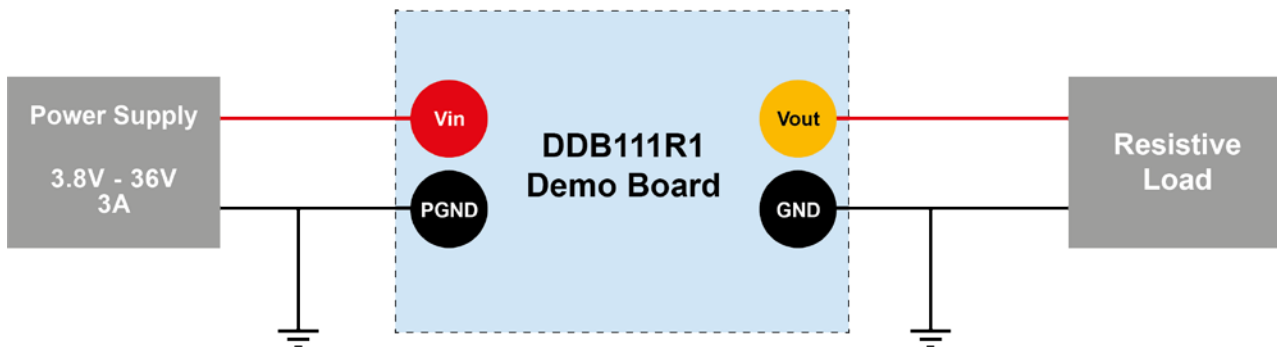 Power Supply
3.8V - 36V
3A
Vin
PGND
DDB111R1
Demo Board
Vout
GND
Resistive
Load